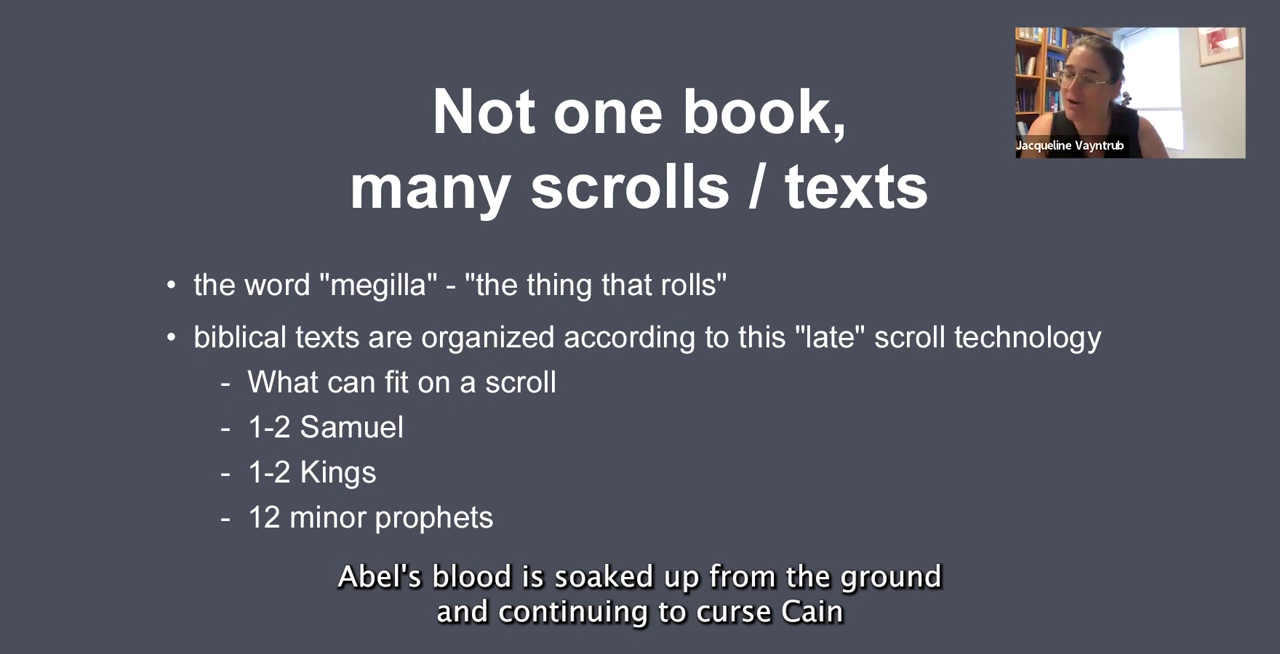 Not one book,
many scrolls / texts
Jacqueline Vayntrub
• the word "megilla" - "the thing that rolls"
• biblical texts are organized according to this "late" scroll technology
- What can fit on a scroll
- 1-2 Samuel
- 1-2 Kings
- 12 minor prophets
Abel's blood is soaked up from the ground
and continuing to curse Cain